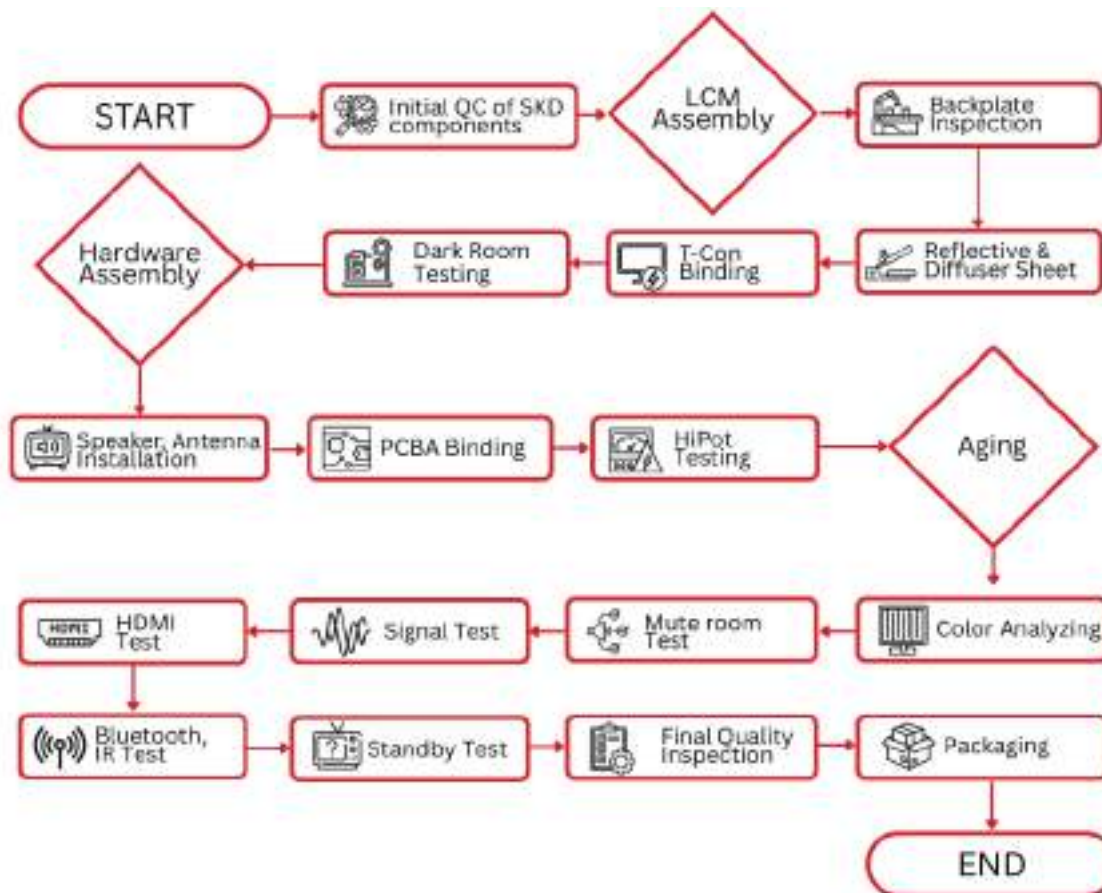 START
Initial QC of SKD
components
LCM
Assembly
Backplate
Inspection
Hardware
Assembly
Dark Room
Testing
T-Con
Binding
Reflective &
Diffuser Sheet
Speaker, Antenna
Installation
PCBA Binding
HiPot
Testing
Aging
HDMI
HDMI
Test
Signal Test
Mute room
Test
Color Analyzing
Bluetooth,
IR Test
Standby Test
Final Quality
Inspection
Packaging
END